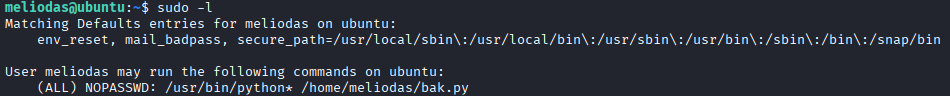 meliodas@ubuntu:~$ sudo -l
Matching Defaults entries for meliodas on ubuntu:
    env_reset, mail_badpass, secure_path=/usr/local/sbin\:/usr/local/bin\:/usr/sbin\:/usr/bin\:/sbin\:/bin\:/snap/bin

User meliodas may run the following commands on ubuntu:
    (ALL) NOPASSWD: /usr/bin/python* /home/meliodas/bak.py